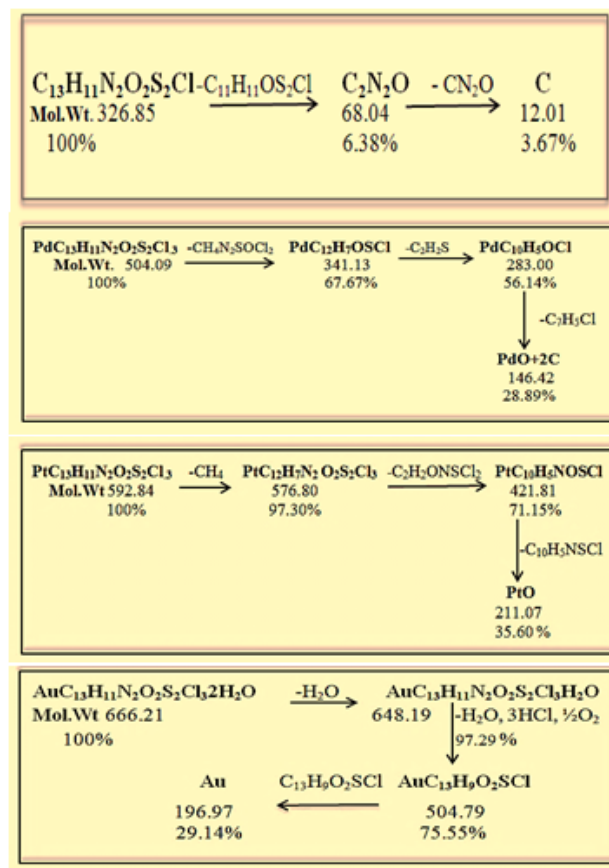 C₁₃H₁₁N₂O₂S₂Cl -C₁₁H₁₁OS₂Cl C₂N₂O - CN₂O C
Mol.Wt. 326.85 68.04 12.01
100% 6.38% 3.67%
PdC₁₃H₁₁N₂O₂S₂Cl₃ -CH₄N₂SOCl₂ PdC₁₂H₇OSCl -C₂H₂S PdC₁₀H₅OCl
Mol.Wt. 504.09 341.13 283.00
100% 67.67% 56.14%
-C₇H₅Cl
PdO+2C
146.42
28.89%
PtC₁₃H₁₁N₂O₂S₂Cl₃ -CH₄ PtC₁₂H₇N₂O₂S₂Cl₃ -C₂H₂ONSCl₂ PtC₁₀H₅NOSCl
Mol.Wt 592.84 576.80 421.81
100% 97.30% 71.15%
-C₁₀H₅NSCl
PtO
211.07
35.60%
AuC₁₃H₁₁N₂O₂S₂Cl₃2H₂O -H₂O AuC₁₃H₁₁N₂O₂S₂Cl₃H₂O
Mol.Wt 666.21 648.19 -H₂O, 3HCl, ½O₂
100% 97.29%
Au C₁₃H₉O₂SCl AuC₁₃H₉O₂SCl
196.97 504.79
29.14% 75.55%